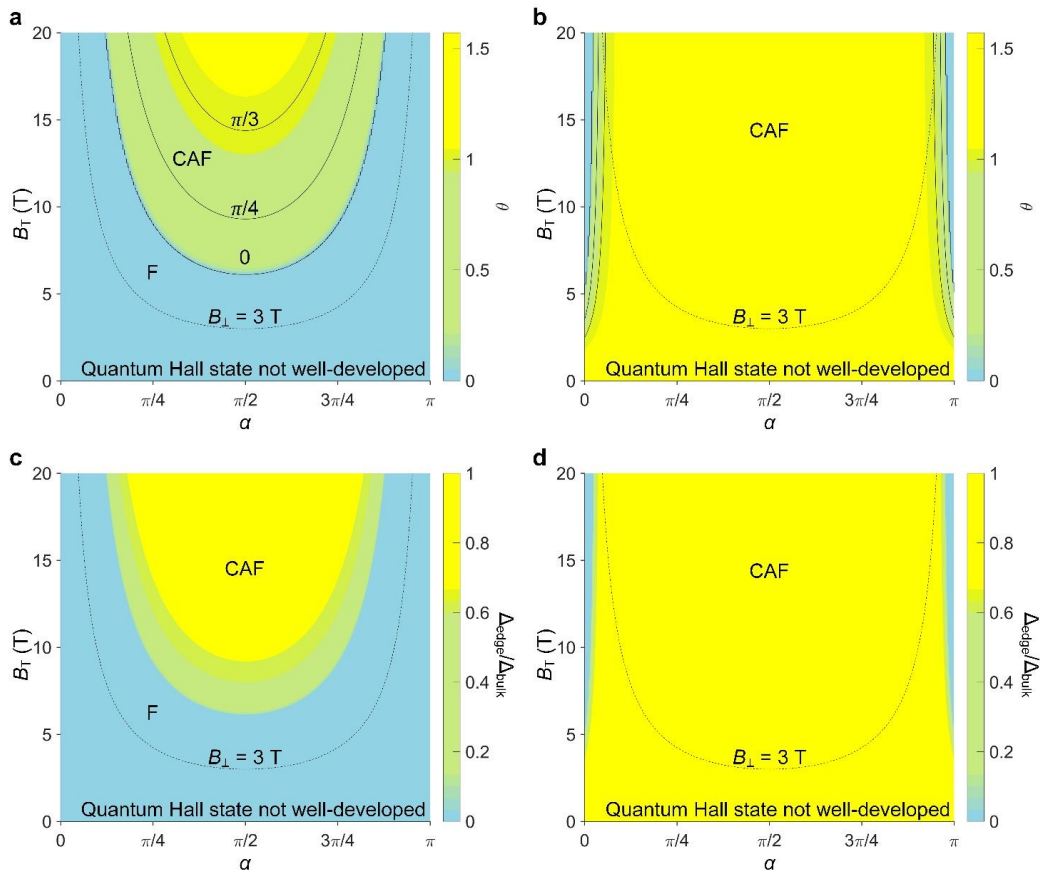 a
20
15
10
5
0
B_T (T)
π/3
CAF
π/4
0
F
B⊥ = 3 T
Quantum Hall state not well-developed
0
π/4
π/2
3π/4
π
α
1.5
1
0.5
0
θ
b
20
15
10
5
0
B_T (T)
CAF
B⊥ = 3 T
Quantum Hall state not well-developed
0
π/4
π/2
3π/4
π
α
1.5
1
0.5
0
θ
c
20
15
10
5
0
B_T (T)
CAF
F
B⊥ = 3 T
Quantum Hall state not well-developed
0
π/4
π/2
3π/4
π
α
1
0.8
0.6
0.4
0.2
0
Δedge/Δbulk
d
20
15
10
5
0
B_T (T)
CAF
B⊥ = 3 T
Quantum Hall state not well-developed
0
π/4
π/2
3π/4
π
α
1
0.8
0.6
0.4
0.2
0
Δedge/Δbulk